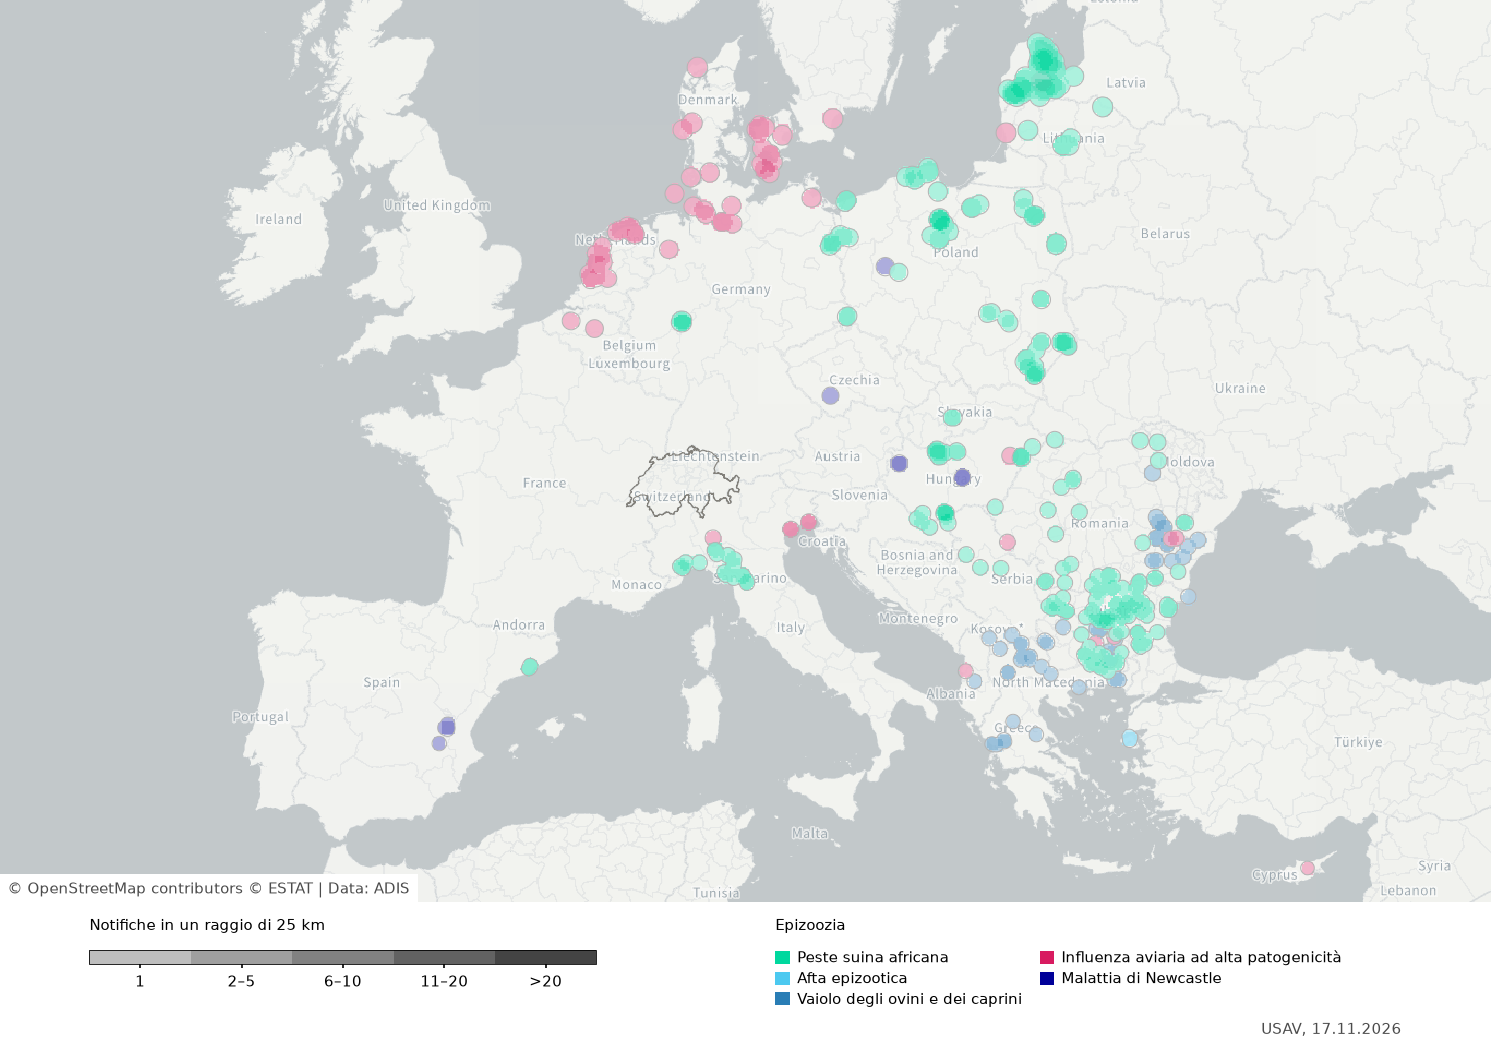 Estonia
Latvia
Denmark
Lithuania
United Kingdom
Ireland
Netherlands
Belarus
Poland
Germany
Belgium
Luxembourg
Czechia
Ukraine
Slovakia
Liechtenstein
Austria
Moldova
France
Hungary
Switzerland
Slovenia
Romania
Croatia
Bosnia and
Herzegovina
Monaco
San Marino
Serbia
Andorra
Italy
Montenegro
Kosovo*
Spain
North Macedonia
Albania
Portugal
Greece
Türkiye
Malta
Cyprus
Syria
Lebanon
Tunisia
© OpenStreetMap contributors © ESTAT | Data: ADIS
Notifiche in un raggio di 25 km
1 2–5 6–10 11–20 >20
Epizoozia
Peste suina africana
Afta epizootica
Vaiolo degli ovini e dei caprini
Influenza aviaria ad alta patogenicità
Malattia di Newcastle
USAV, 17.11.2026